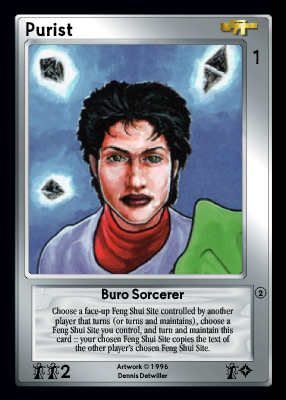 Purist
1
Buro Sorcerer
2
Choose a face-up Feng Shui Site controlled by another
player that turns (or turns and maintains), choose a
Feng Shui Site you control, and turn and maintain this
card :: your chosen Feng Shui Site copies the text of
the other player's chosen Feng Shui Site.
2
Artwork © 1996
Dennis Detwiller